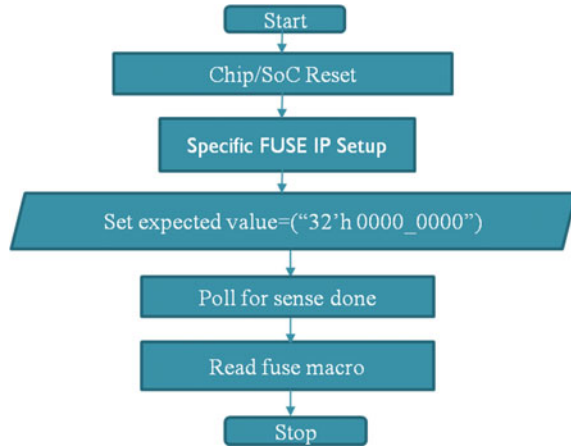 Start
Chip/SoC Reset
Specific FUSE IP Setup
Set expected value=(“32’h 0000_0000”)
Poll for sense done
Read fuse macro
Stop